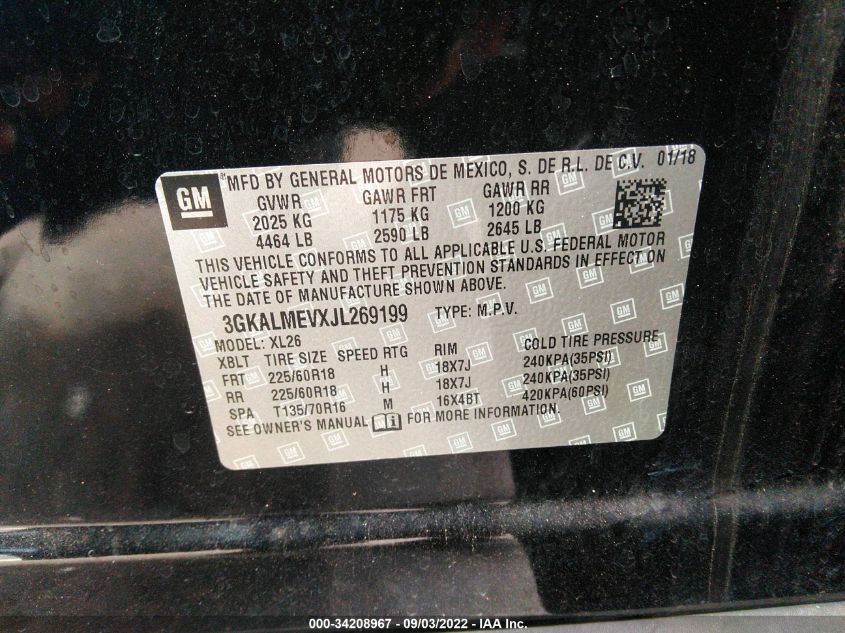 GM ® MFD BY GENERAL MOTORS DE MEXICO, S. DE R.L. DE C.V. 01/18
GVWR GAWR FRT GAWR RR
2025 KG 1175 KG 1200 KG
4464 LB 2590 LB 2645 LB
THIS VEHICLE CONFORMS TO ALL APPLICABLE U.S. FEDERAL MOTOR
VEHICLE SAFETY AND THEFT PREVENTION STANDARDS IN EFFECT ON
THE DATE OF MANUFACTURE SHOWN ABOVE.
3GKALMEVXJL269199 TYPE: M.P.V.
MODEL: XL26
XBLT TIRE SIZE SPEED RTG RIM COLD TIRE PRESSURE
FRT 225/60R18 H 18X7J 240KPA(35PSI)
RR 225/60R18 H 18X7J 240KPA(35PSI)
SPA T135/70R16 M 16X4BT 420KPA(60PSI)
SEE OWNER'S MANUAL i FOR MORE INFORMATION.
000-34208967 - 09/03/2022 - IAA Inc.